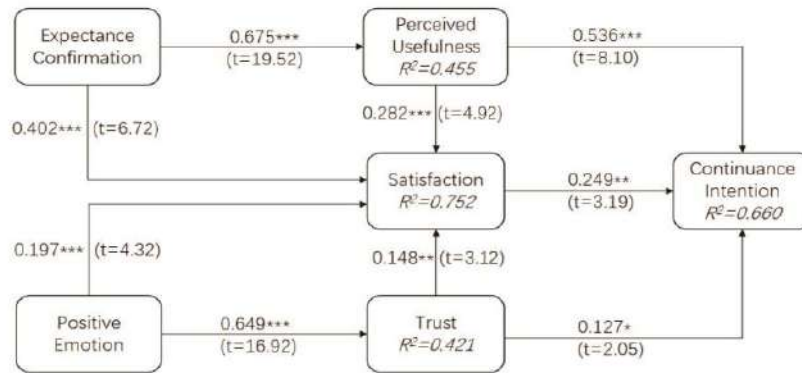 Expectance
Confirmation
0.675***
(t=19.52)
Perceived
Usefulness
R²=0.455
0.536***
(t=8.10)
0.402*** (t=6.72)
0.282*** (t=4.92)
Satisfaction
R²=0.752
0.249**
(t=3.19)
Continuance
Intention
R²=0.660
0.197*** (t=4.32)
0.148** (t=3.12)
Positive
Emotion
0.649***
(t=16.92)
Trust
R²=0.421
0.127*
(t=2.05)